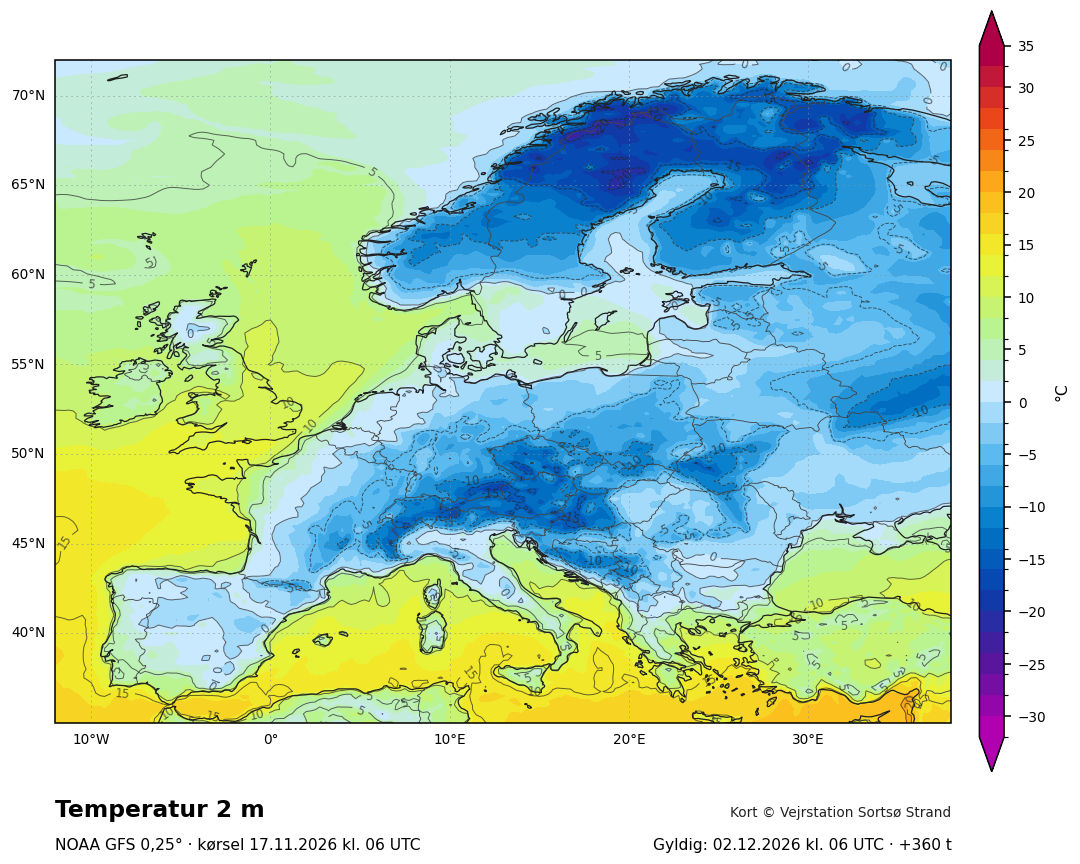 70°N
65°N
60°N
55°N
50°N
45°N
40°N
10°W
0°
10°E
20°E
30°E
35
30
25
20
15
10
5
0
−5
−10
−15
−20
−25
−30
°C
Temperatur 2 m
Kort © Vejrstation Sortsø Strand
NOAA GFS 0,25° · kørsel 17.11.2026 kl. 06 UTC
Gyldig: 02.12.2026 kl. 06 UTC · +360 t